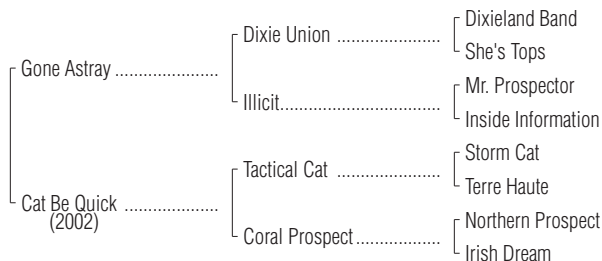 Dixieland Band
Dixie Union ........................
She's Tops
Gone Astray ........................
Mr. Prospector
Illicit.....................................
Inside Information
Storm Cat
Tactical Cat ........................
Terre Haute
Cat Be Quick ......................
(2002)
Northern Prospect
Coral Prospect....................
Irish Dream